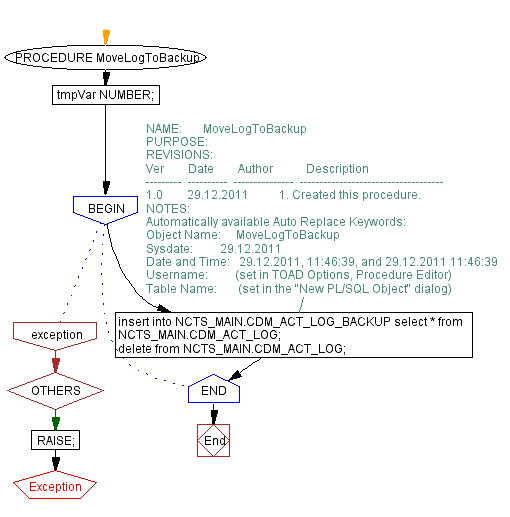 PROCEDURE MoveLogToBackup
tmpVar NUMBER;
NAME: MoveLogToBackup
PURPOSE:
REVISIONS:
Ver Date Author Description
--------- ---------- --------------- ------------------------------------
1.0 29.12.2011 1. Created this procedure.
NOTES:
Automatically available Auto Replace Keywords:
Object Name: MoveLogToBackup
Sysdate: 29.12.2011
Date and Time: 29.12.2011, 11:46:39, and 29.12.2011 11:46:39
Username: (set in TOAD Options, Procedure Editor)
Table Name: (set in the "New PL/SQL Object" dialog)
BEGIN
insert into NCTS_MAIN.CDM_ACT_LOG_BACKUP select * from
NCTS_MAIN.CDM_ACT_LOG;
delete from NCTS_MAIN.CDM_ACT_LOG;
exception
OTHERS
END
RAISE;
End
Exception